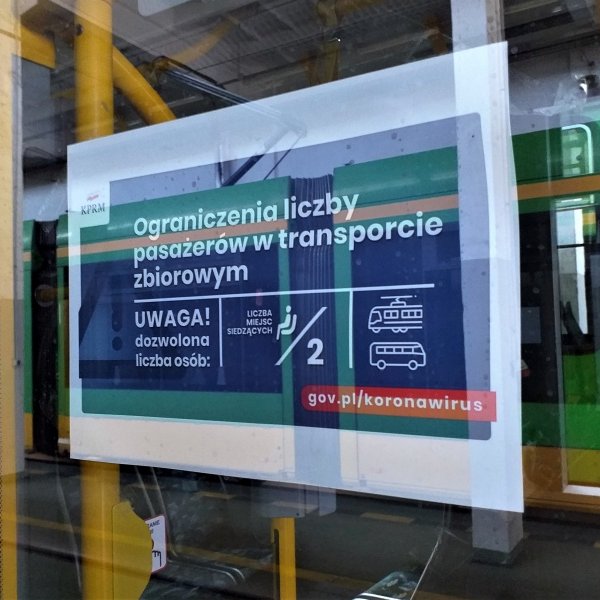 KPRM
Ograniczenia liczby
pasażerów w transporcie
zbiorowym
UWAGA!
dozwolona
liczba osób:
LICZBA
MIEJSC
SIEDZĄCYCH
/2
gov.pl/koronawirus